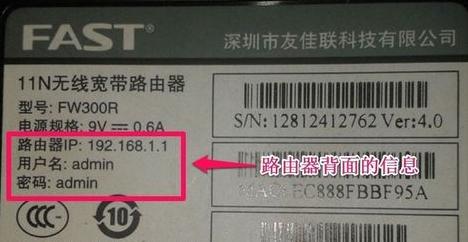 FAST®
深圳市友佳联科技有限公司
11N无线宽带路由器
型号: FW300R
电源规格: 9V⎓0.6A
S/N: 12812412762 Ver:4.0
路由器IP: 192.168.1.1
用户名: admin
密码: admin
路由器背面的信息
MAC: EC888FBBF95A
CCC
10